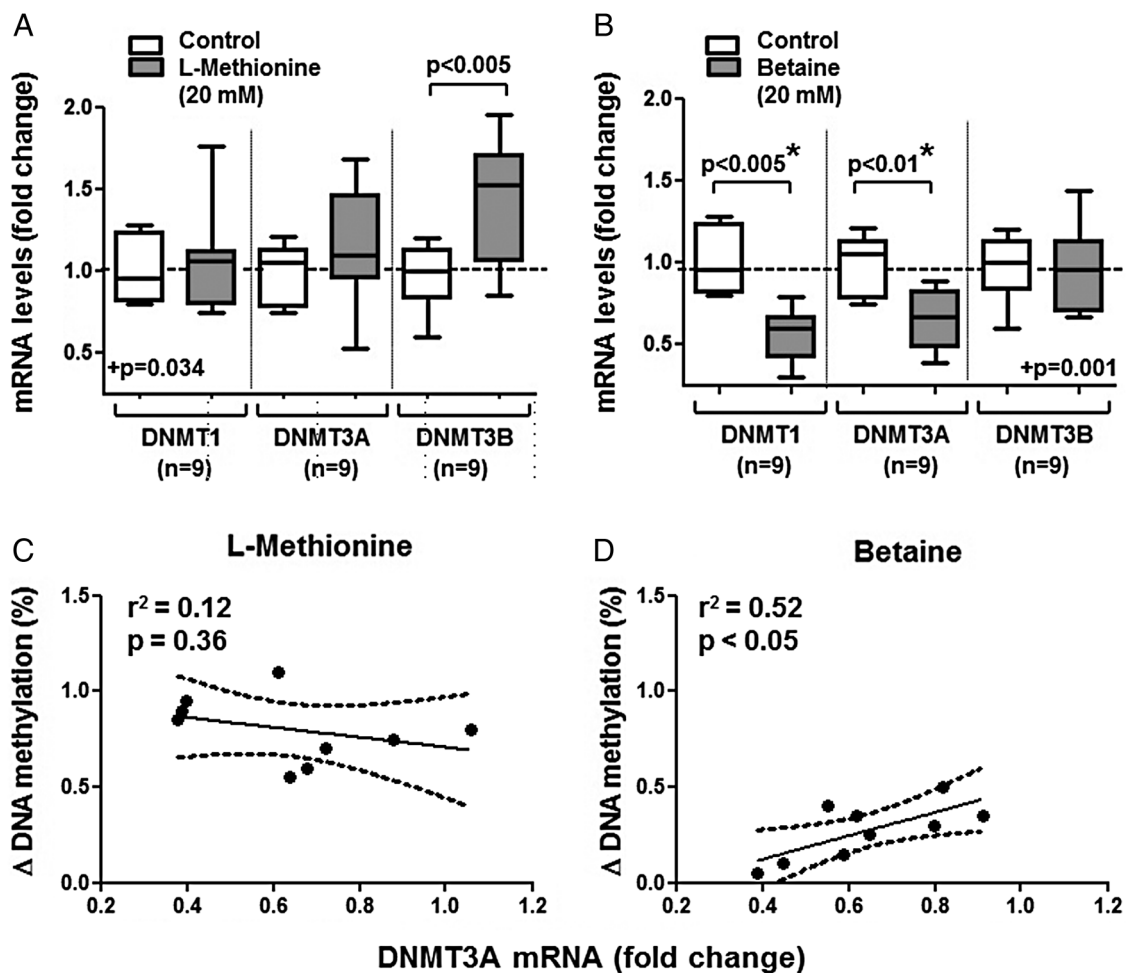 A
Control
L-Methionine
(20 mM)
p<0.005
mRNA levels (fold change)
2.0
1.5
1.0
0.5
+p=0.034
DNMT1
(n=9)
DNMT3A
(n=9)
DNMT3B
(n=9)
B
Control
Betaine
(20 mM)
mRNA levels (fold change)
2.0
1.5
1.0
0.5
p<0.005*
p<0.01*
+p=0.001
DNMT1
(n=9)
DNMT3A
(n=9)
DNMT3B
(n=9)
C
L-Methionine
Δ DNA methylation (%)
1.5
1.0
0.5
0.0
r² = 0.12
p = 0.36
0.2 0.4 0.6 0.8 1.0 1.2
D
Betaine
Δ DNA methylation (%)
1.5
1.0
0.5
0.0
r² = 0.52
p < 0.05
0.2 0.4 0.6 0.8 1.0 1.2
DNMT3A mRNA (fold change)